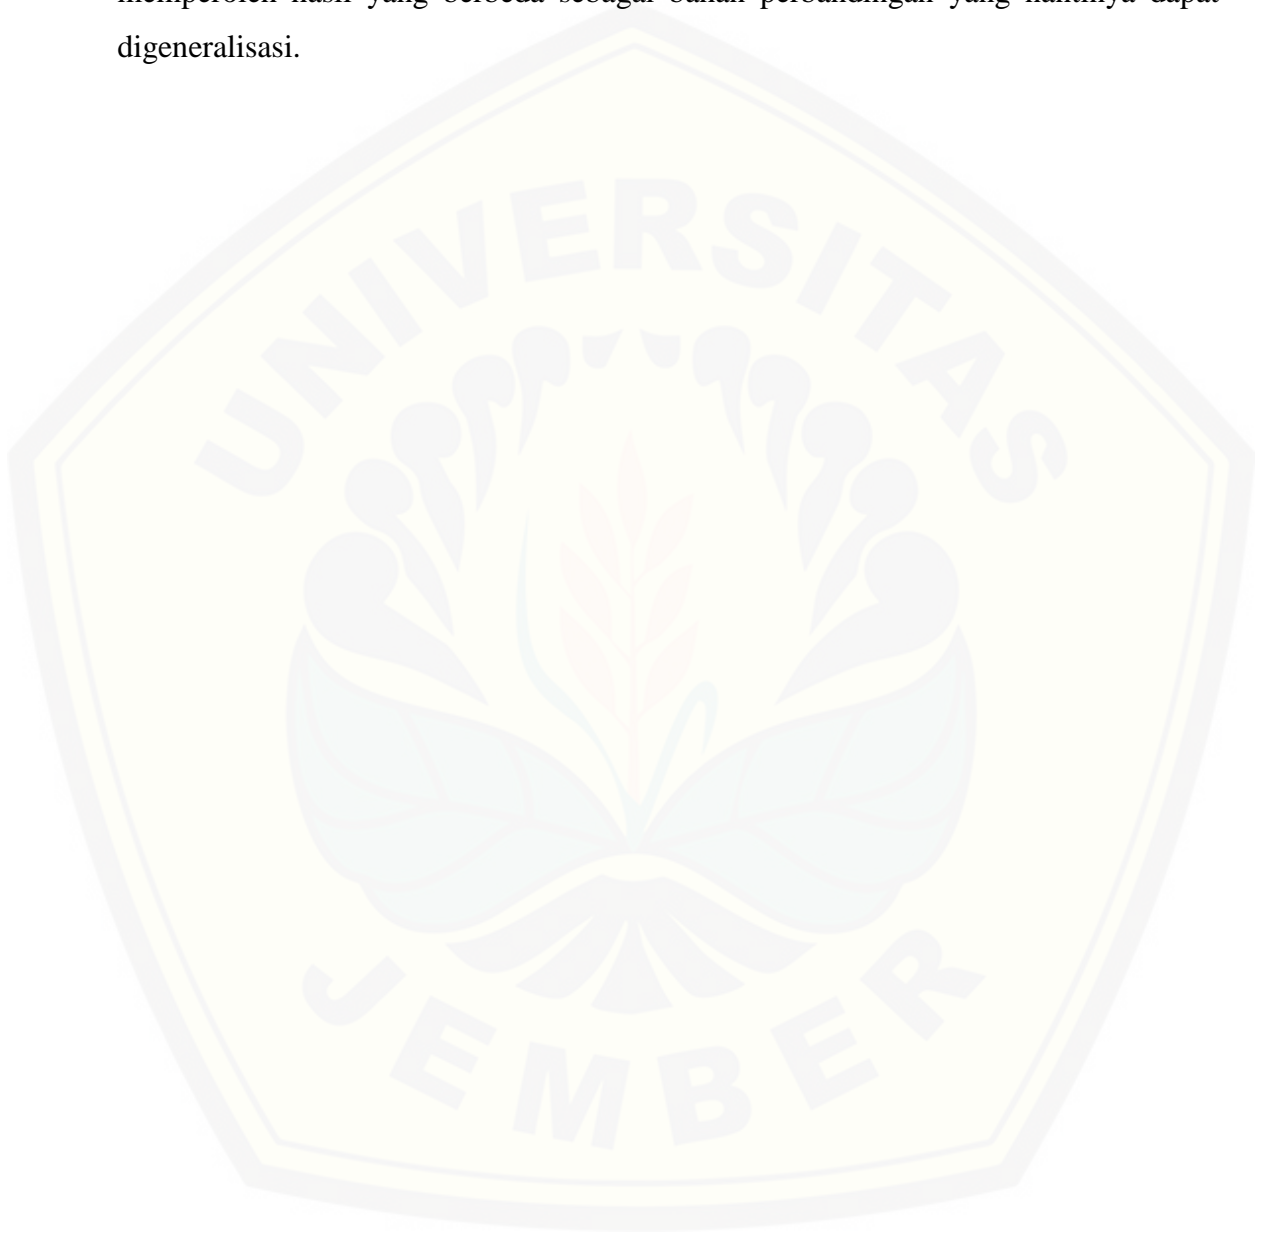 memperoleh hasil yang berbeda sebagai bahan perbandingan yang nantinya dapat
digeneralisasi.
UNIVERSITAS
JEMBER